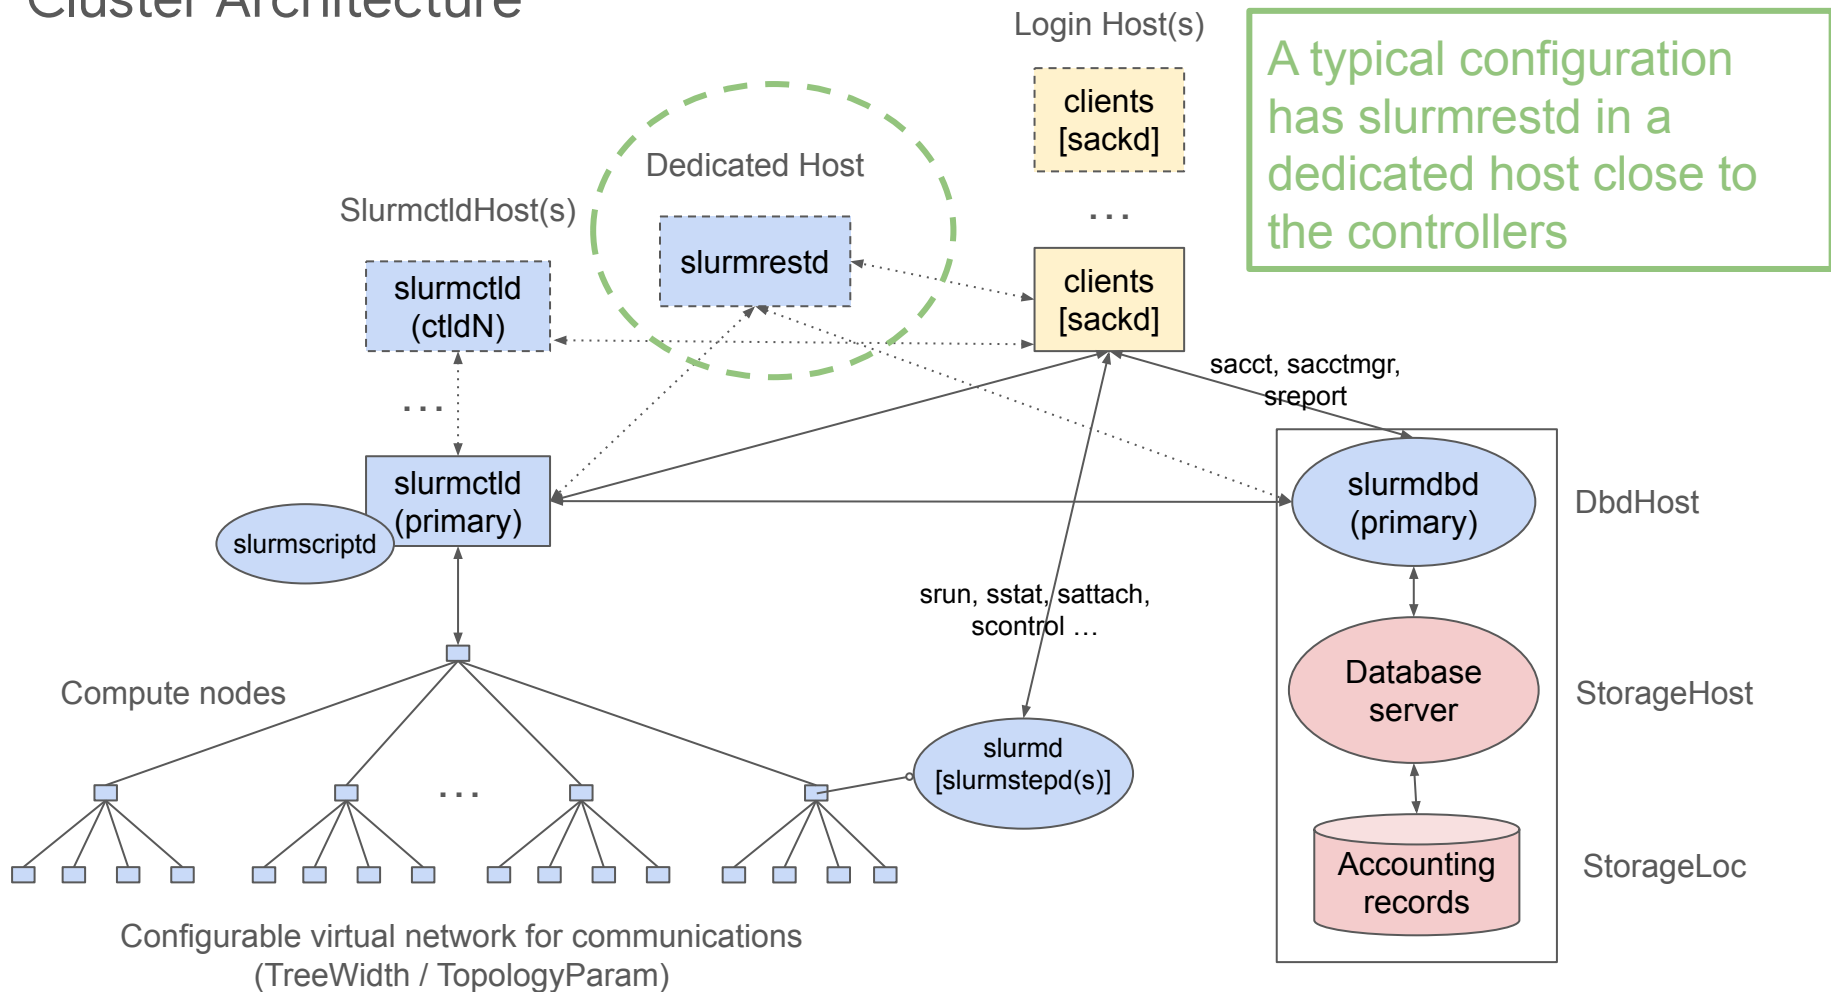 Cluster Architecture
Login Host(s)
clients
[sackd]
A typical configuration
has slurmrestd in a
dedicated host close to
the controllers
Dedicated Host
SlurmctldHost(s)
...
slurmrestd
clients
[sackd]
slurmctld
(ctldN)
sacct, sacctmgr,
sreport
...
slurmctld
(primary)
slurmscriptd
slurmdbd
(primary)
DbdHost
srun, sstat, sattach,
scontrol …
Compute nodes
Database
server
StorageHost
slurmd
[slurmstepd(s)]
...
Accounting
records
StorageLoc
Configurable virtual network for communications
(TreeWidth / TopologyParam)